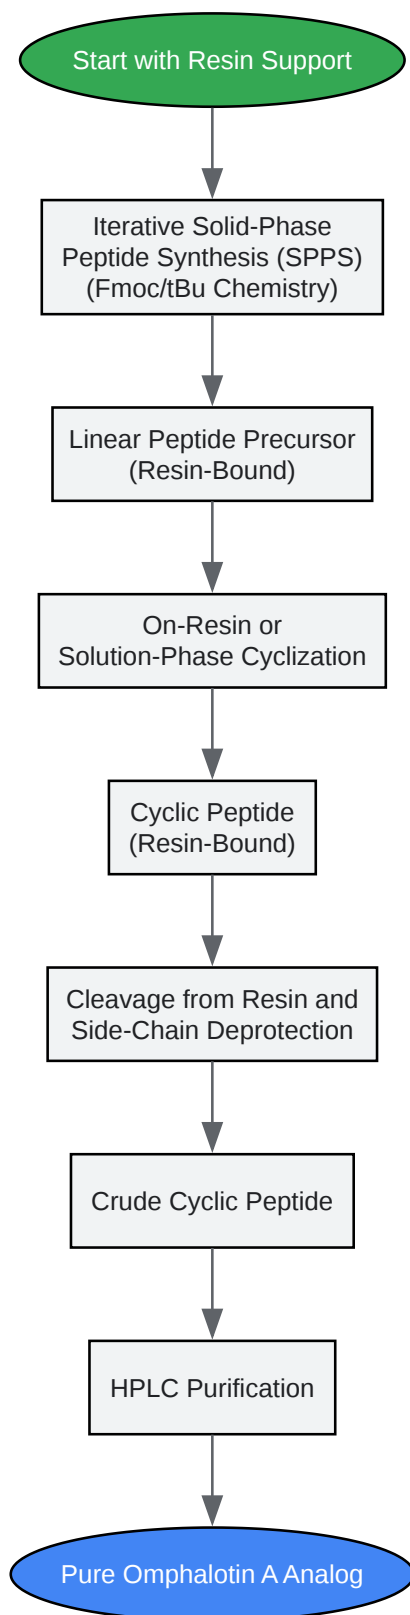 Start with Resin Support
Iterative Solid-Phase
Peptide Synthesis (SPPS)
(Fmoc/tBu Chemistry)
Linear Peptide Precursor
(Resin-Bound)
On-Resin or
Solution-Phase Cyclization
Cyclic Peptide
(Resin-Bound)
Cleavage from Resin and
Side-Chain Deprotection
Crude Cyclic Peptide
HPLC Purification
Pure Omphalotin A Analog